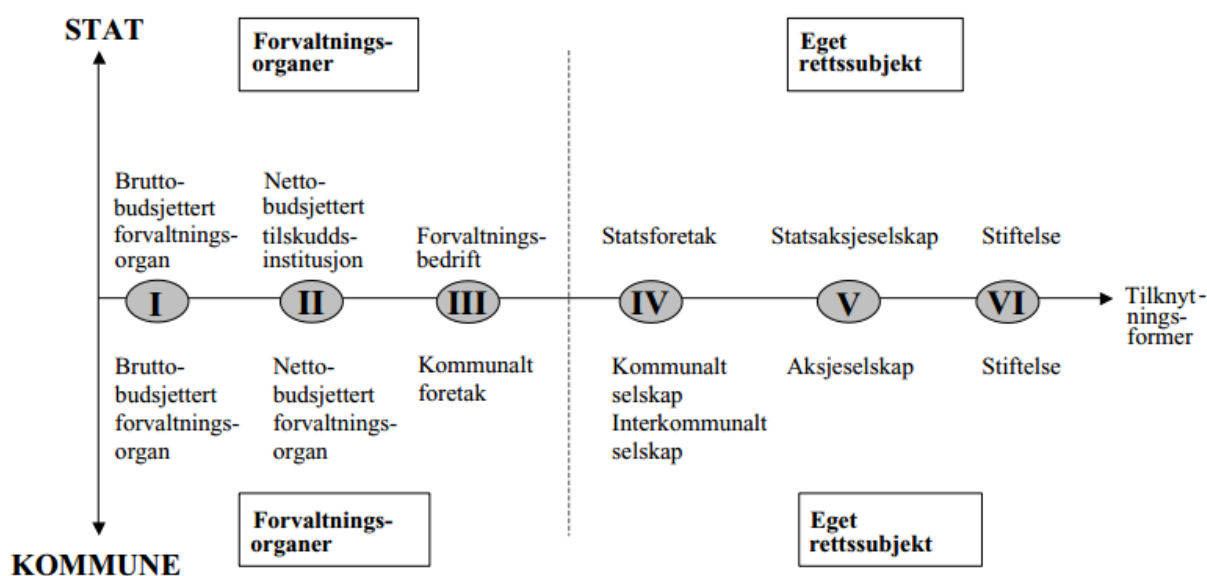 STAT
Forvaltnings-
organer
Eget
rettssubjekt
Brutto-
budsjettert
forvaltnings-
organ
Netto-
budsjettert
tilskudds-
institusjon
Forvaltnings-
bedrift
Statsforetak
Statsaksjeselskap
Stiftelse
I
II
III
IV
V
VI
Tilknyt-
nings-
former
Brutto-
budsjettert
forvaltnings-
organ
Netto-
budsjettert
forvaltnings-
organ
Kommunalt
foretak
Kommunalt
selskap
Interkommunalt
selskap
Aksjeselskap
Stiftelse
Forvaltnings-
organer
Eget
rettssubjekt
KOMMUNE